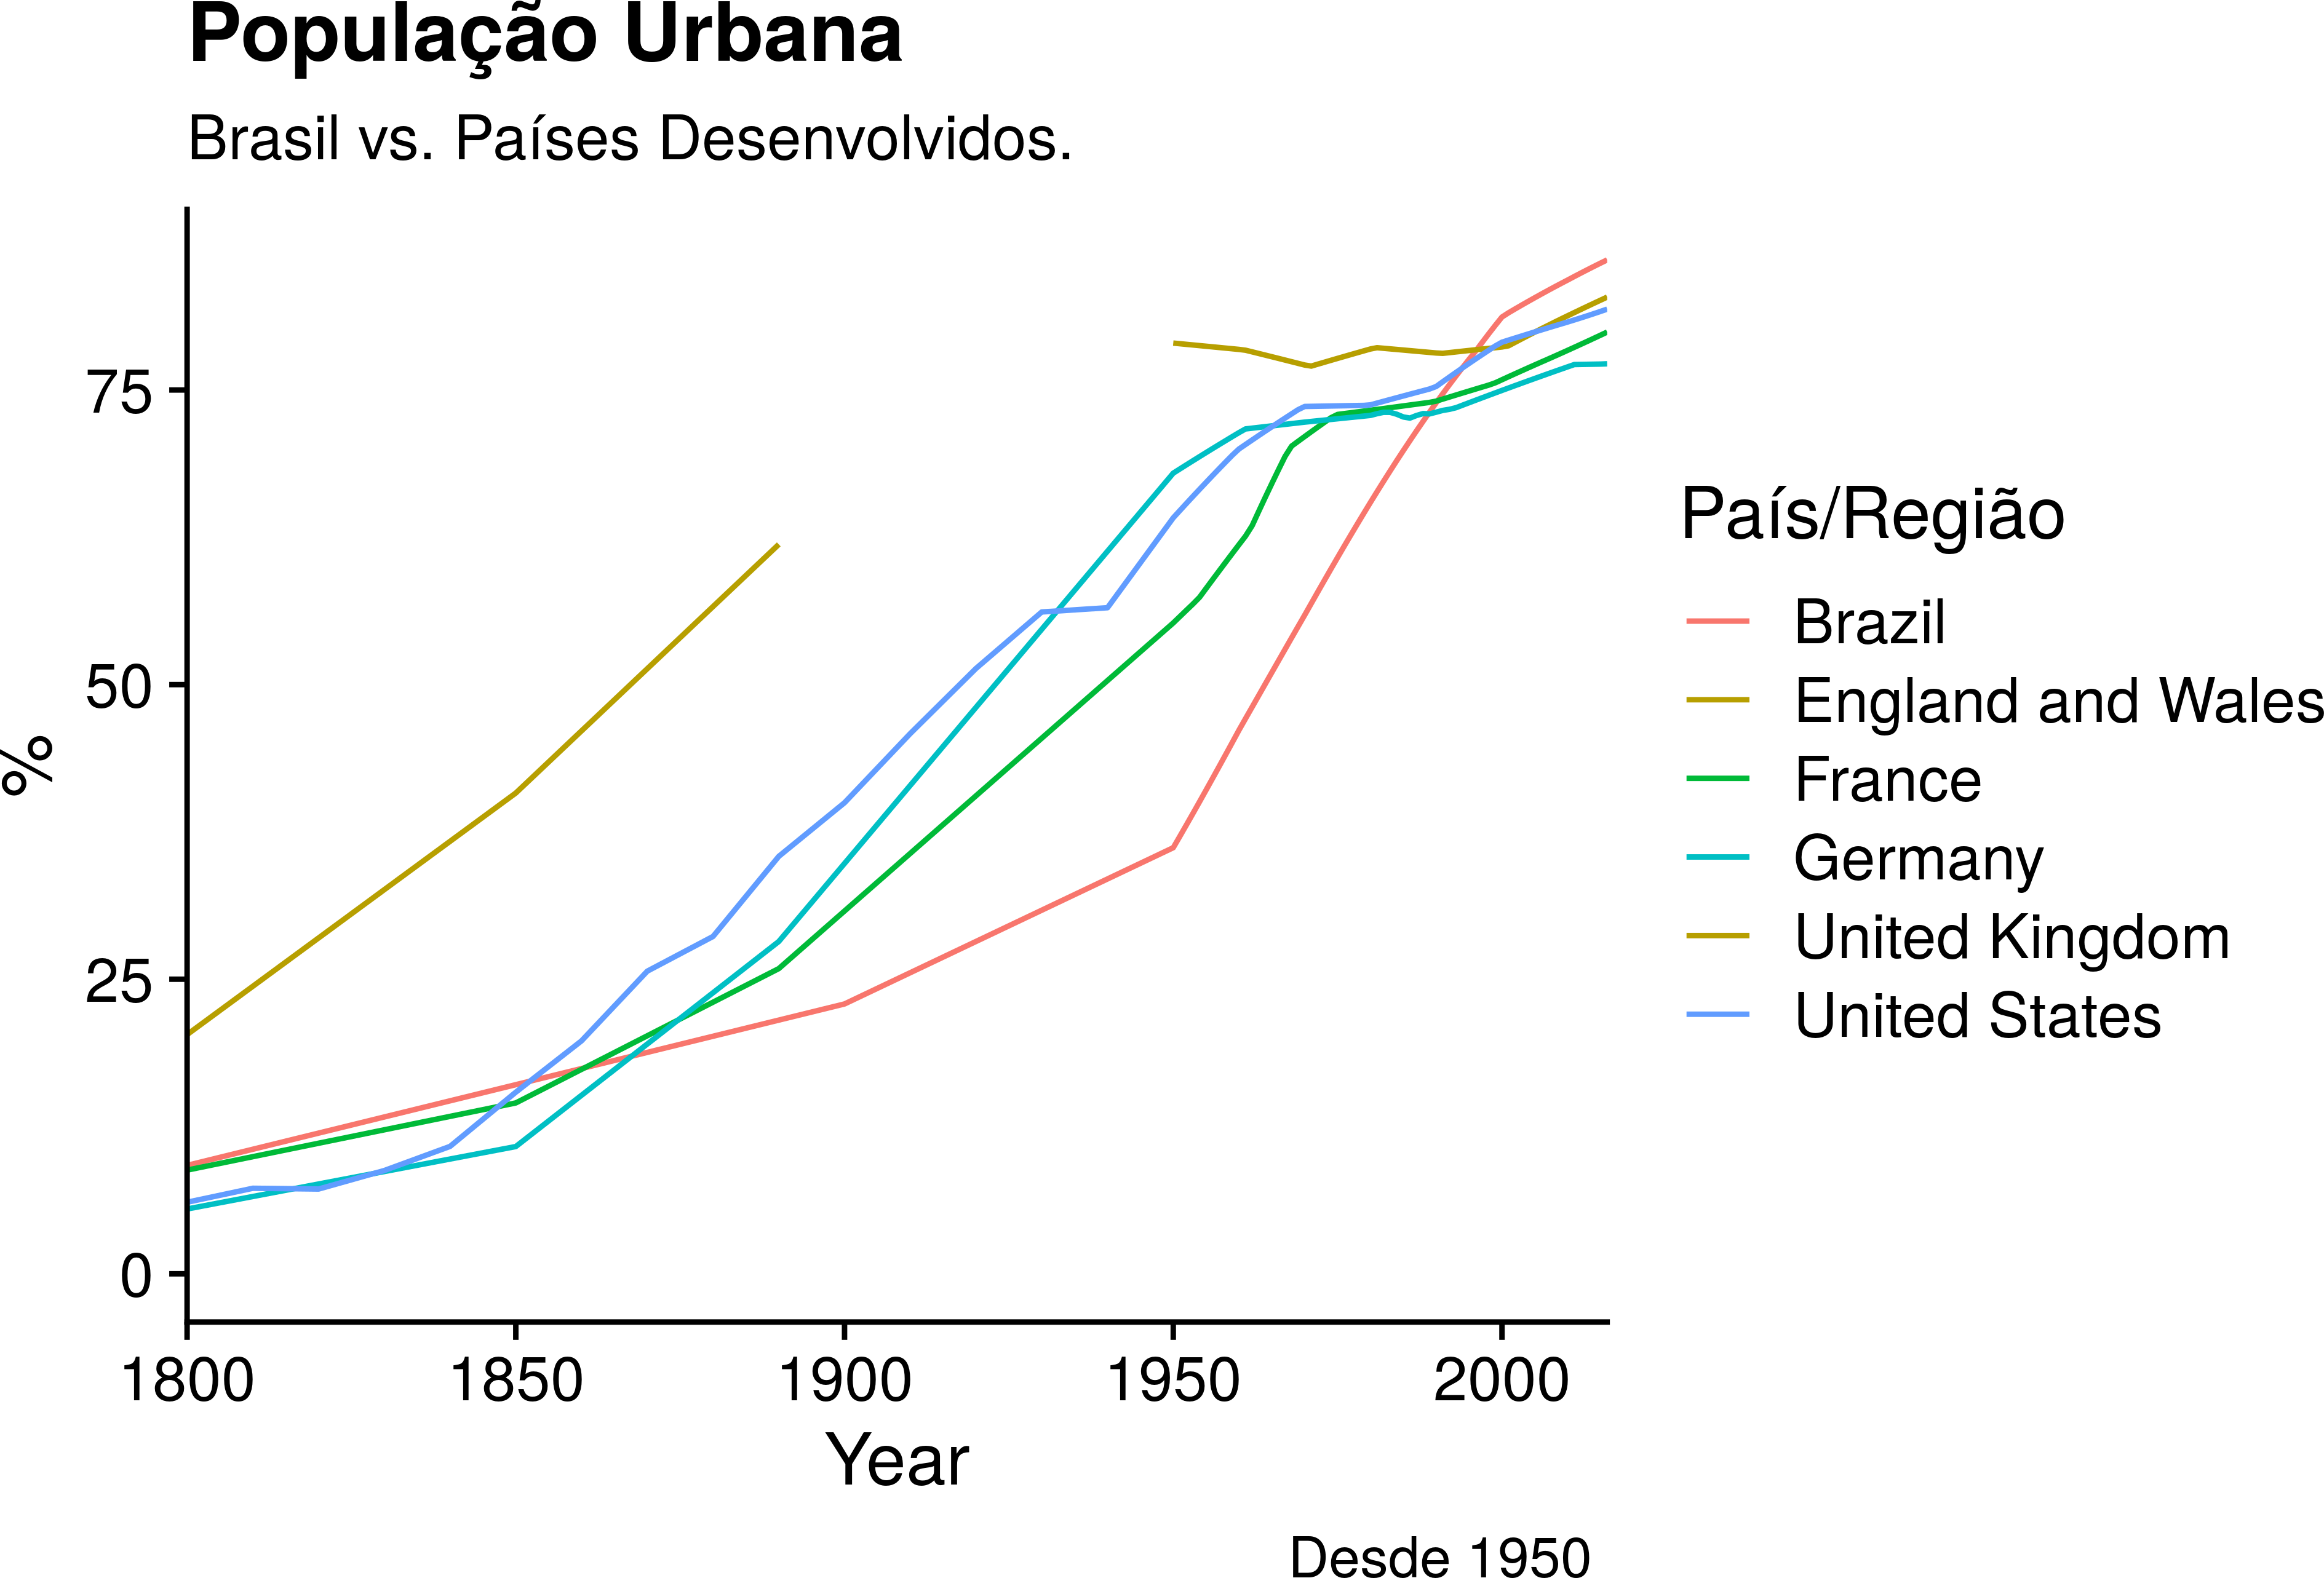 População Urbana
Brasil vs. Países Desenvolvidos.
75
50
25
0
%
1800 1850 1900 1950 2000
Year
País/Região
Brazil
England and Wales
France
Germany
United Kingdom
United States
Desde 1950